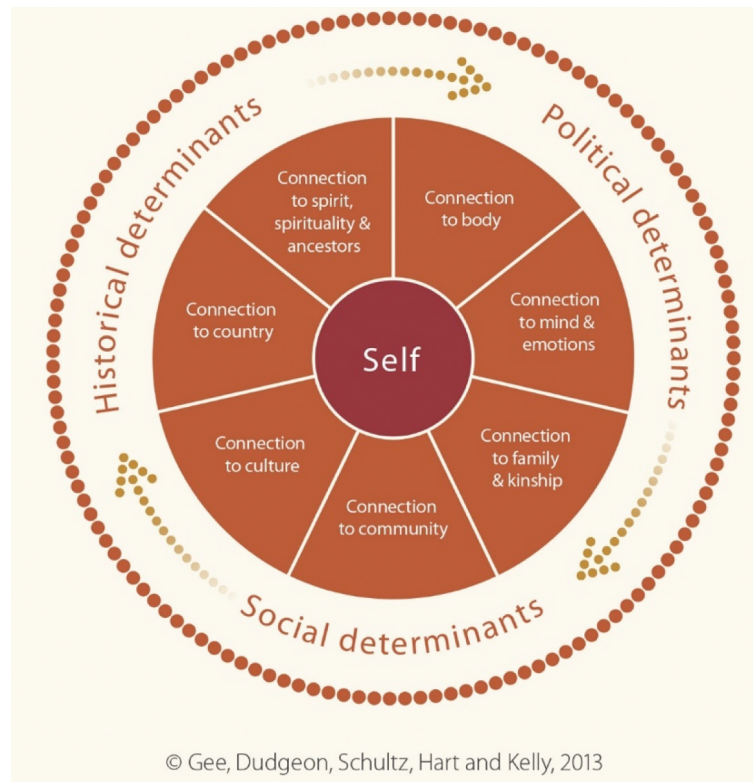 Historical determinants
Political determinants
Social determinants
Connection
to spirit,
spirituality &
ancestors
Connection
to body
Connection
to mind &
emotions
Connection
to family
& kinship
Connection
to community
Connection
to culture
Connection
to country
Self
© Gee, Dudgeon, Schultz, Hart and Kelly, 2013